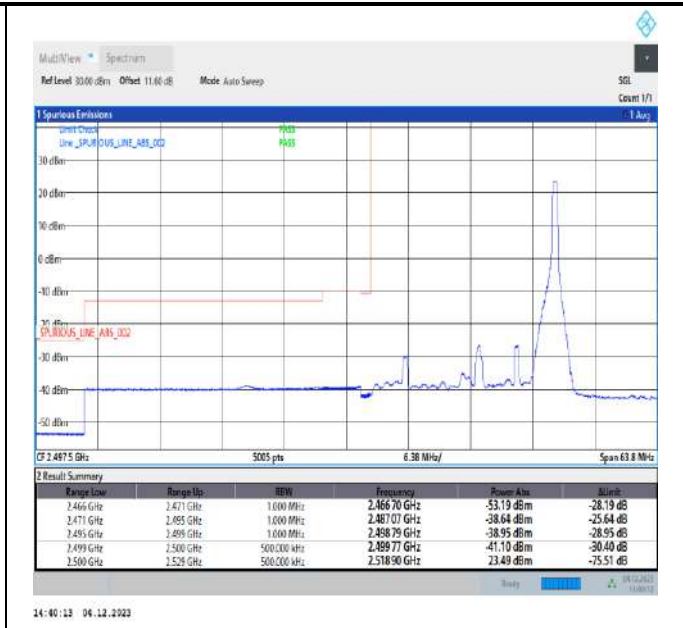 MultiView Spectrum
Ref Level 30.00 dBm Offset 11.60 dB Mode Auto Sweep SGL
Count 1/1
1 Spurious Emissions 1 Avg
Limit Check PASS
Line _SPURIOUS_LINE_ABS_002 PASS
30 dBm
20 dBm
10 dBm
0 dBm
-10 dBm
-20 dBm
_SPURIOUS_LINE_ABS_002
-30 dBm
-40 dBm
-50 dBm
CF 2.4975 GHz 5005 pts 6.38 MHz/ Span 63.8 MHz
2 Result Summary
Range Low Range Up RBW Frequency Power Abs ΔLimit
2.466 GHz 2.471 GHz 1.000 MHz 2.46670 GHz -53.19 dBm -28.19 dB
2.471 GHz 2.495 GHz 1.000 MHz 2.48707 GHz -38.64 dBm -25.64 dB
2.495 GHz 2.499 GHz 1.000 MHz 2.49879 GHz -38.95 dBm -28.95 dB
2.499 GHz 2.500 GHz 500.000 kHz 2.49977 GHz -41.10 dBm -30.40 dB
2.500 GHz 2.529 GHz 500.000 kHz 2.51890 GHz 23.49 dBm -75.51 dB
Ready 04.12.2023
14:40:13 04.12.2023